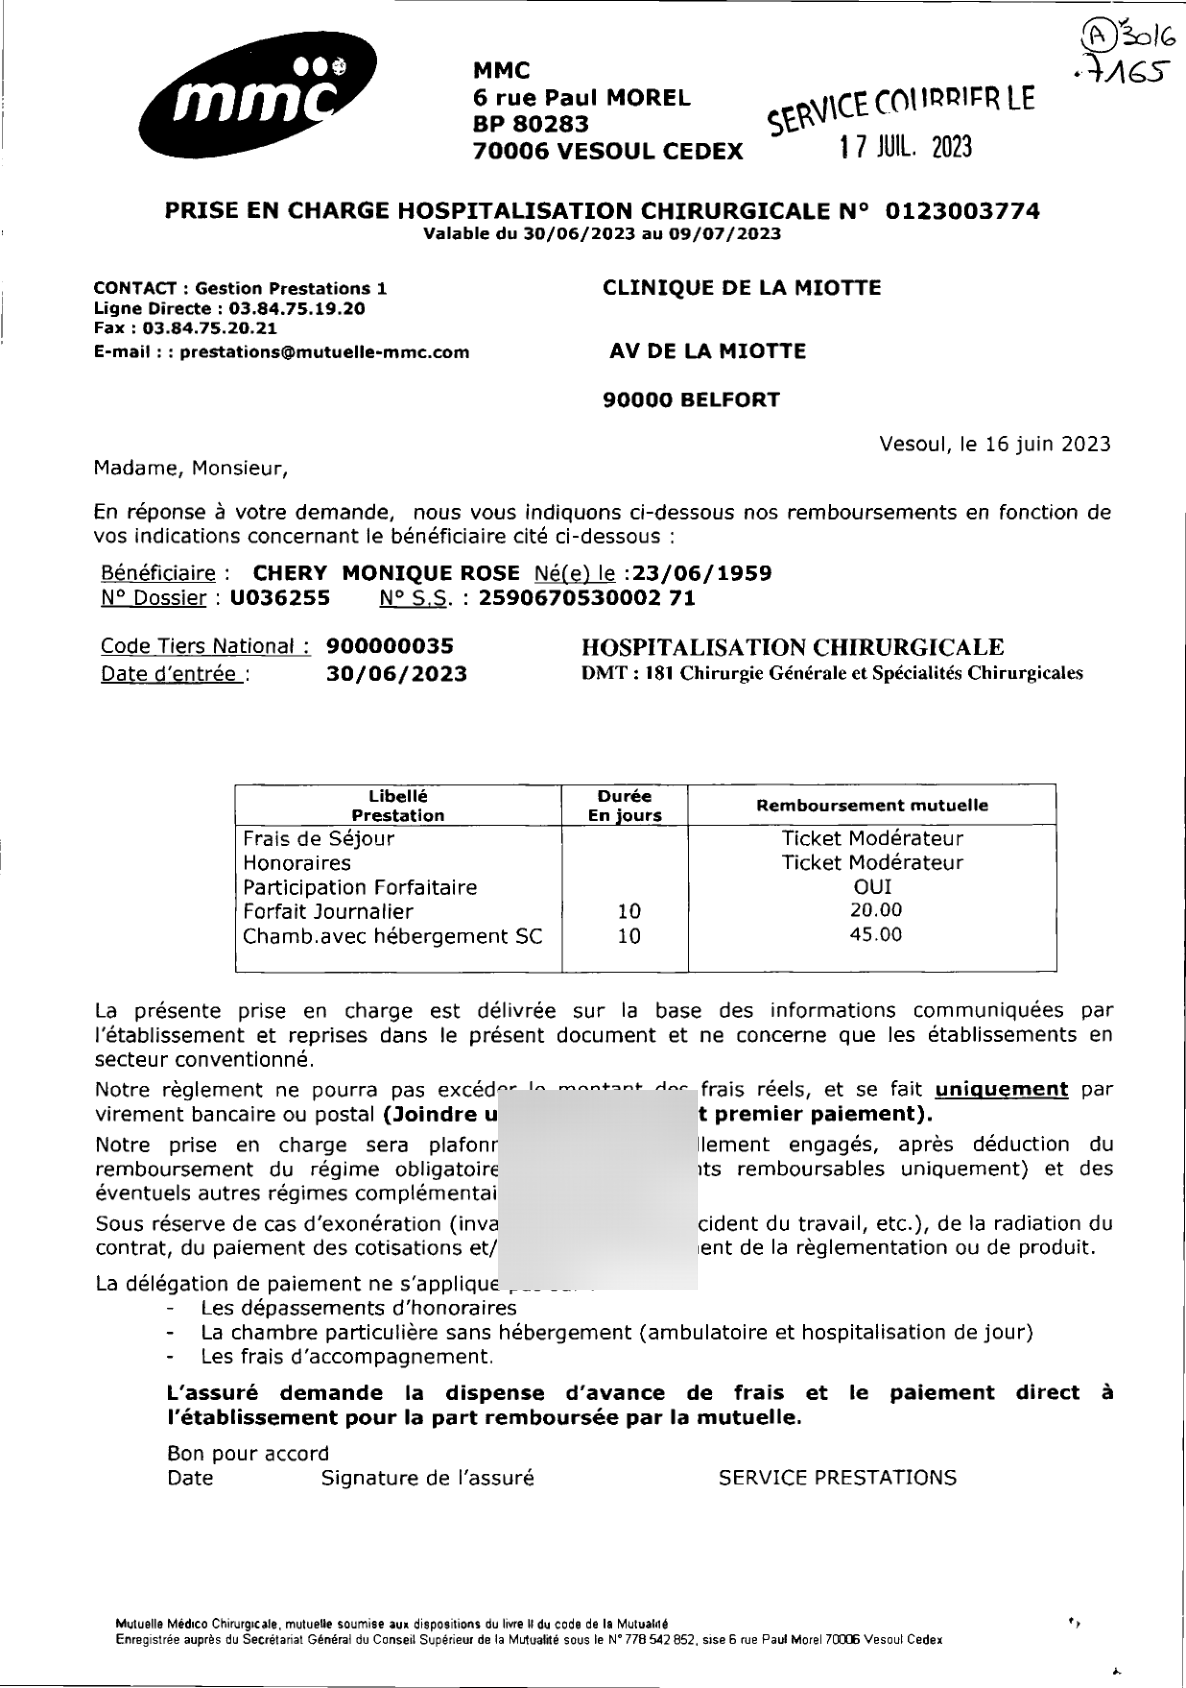 A 3016
7165
mmc
MMC
6 rue Paul MOREL
BP 80283
70006 VESOUL CEDEX
SERVICE COURRIER LE
17 JUIL. 2023
PRISE EN CHARGE HOSPITALISATION CHIRURGICALE N° 0123003774
Valable du 30/06/2023 au 09/07/2023
CONTACT : Gestion Prestations 1
Ligne Directe : 03.84.75.19.20
Fax : 03.84.75.20.21
E-mail : : prestations@mutuelle-mmc.com
CLINIQUE DE LA MIOTTE
AV DE LA MIOTTE
90000 BELFORT
Vesoul, le 16 juin 2023
Madame, Monsieur,
En réponse à votre demande, nous vous indiquons ci-dessous nos remboursements en fonction de
vos indications concernant le bénéficiaire cité ci-dessous :
Bénéficiaire : CHERY MONIQUE ROSE Né(e) le :23/06/1959
N° Dossier : U036255 N° S.S. : 2590670530002 71
Code Tiers National : 900000035 HOSPITALISATION CHIRURGICALE
Date d'entrée : 30/06/2023 DMT : 181 Chirurgie Générale et Spécialités Chirurgicales
Libellé Prestation Durée En jours Remboursement mutuelle
Frais de Séjour Ticket Modérateur
Honoraires Ticket Modérateur
Participation Forfaitaire OUI
Forfait Journalier 10 20.00
Chamb.avec hébergement SC 10 45.00
La présente prise en charge est délivrée sur la base des informations communiquées par
l'établissement et reprises dans le présent document et ne concerne que les établissements en
secteur conventionné.
Notre règlement ne pourra pas excéder le montant des frais réels, et se fait uniquement par
virement bancaire ou postal (Joindre premier paiement).
Notre prise en charge sera engagés, après déduction du
remboursement du régime obligatoire remboursables uniquement) et des
éventuels autres régimes
Sous réserve de cas d'exonération du travail, etc.), de la radiation du
contrat, du paiement des cotisations de la règlementation ou de produit.
La délégation de paiement ne s'applique
- Les dépassements d'honoraires
- La chambre particulière sans hébergement (ambulatoire et hospitalisation de jour)
- Les frais d'accompagnement.
L'assuré demande la dispense d'avance de frais et le paiement direct à
l'établissement pour la part remboursée par la mutuelle.
Bon pour accord
Date Signature de l'assuré SERVICE PRESTATIONS
Mutuelle Médico Chirurgicale, mutuelle soumise aux dispositions du livre II du code de la Mutualité
Enregistrée auprès du Secrétariat Général du Conseil Supérieur de la Mutualité sous le N° 778 542 852, sise 6 rue Paul Morel 70006 Vesoul Cedex